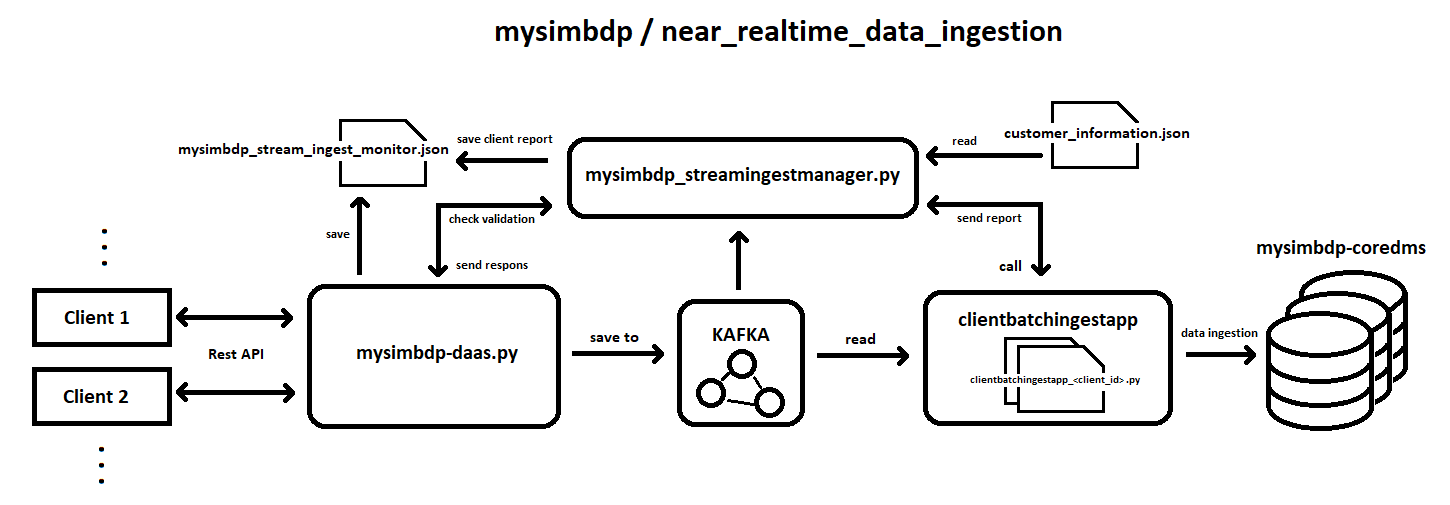 mysimbdp / near_realtime_data_ingestion
customer_information.json
save client report
read
mysimbdp_stream_ingest_monitor.json
mysimbdp_streamingestmanager.py
check validation
send report
save
send respons
call
mysimbdp-coredms
Client 1
Rest API
Client 2
mysimbdp-daas.py
save to
KAFKA
read
clientbatchingestapp
clientbatchingestapp_<client_id>.py
data ingestion